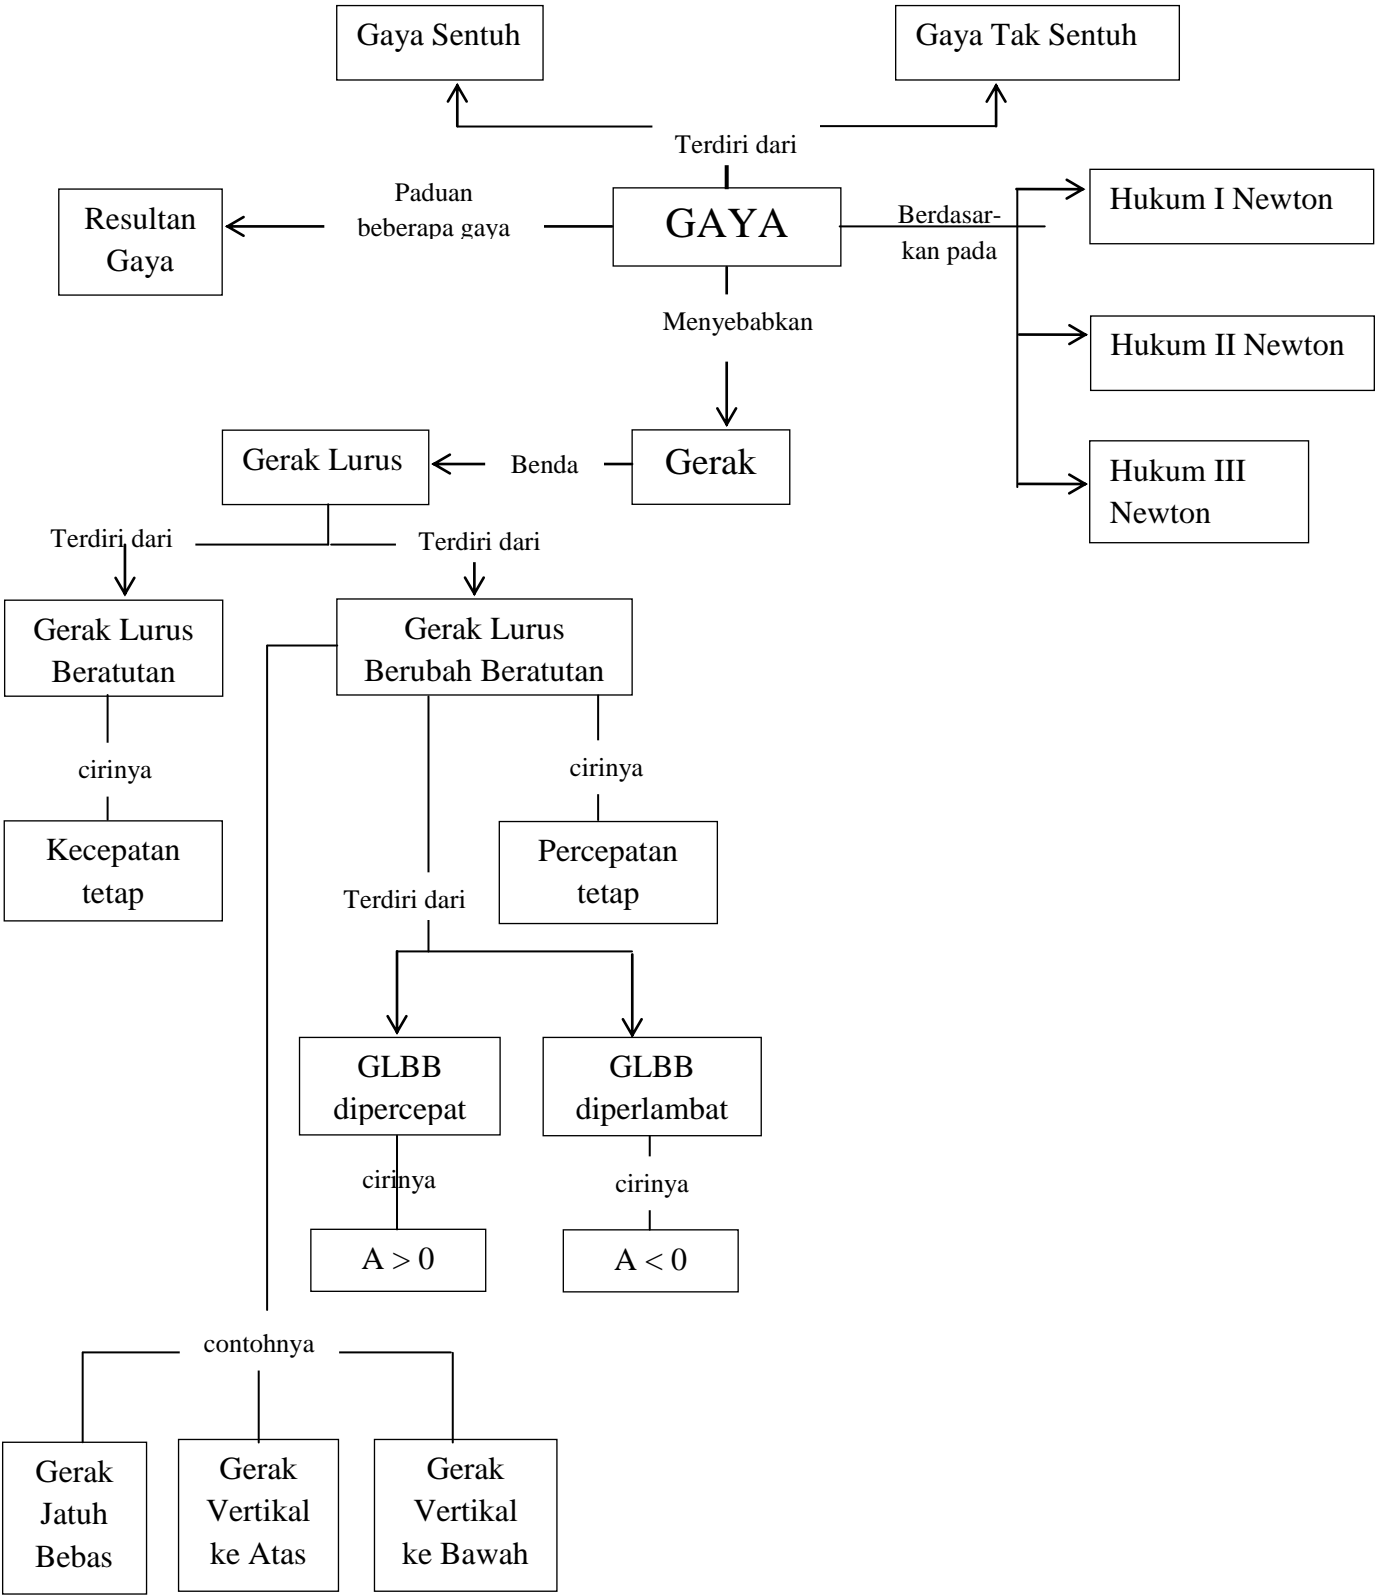 Gaya Sentuh
Gaya Tak Sentuh
Terdiri dari
Resultan
Gaya
Paduan
beberapa gaya
GAYA
Berdasar-
kan pada
Hukum I Newton
Menyebabkan
Hukum II Newton
Gerak Lurus
Benda
Gerak
Hukum III
Newton
Terdiri dari
Terdiri dari
Gerak Lurus
Beratutan
Gerak Lurus
Berubah Beratutan
cirinya
cirinya
Kecepatan
tetap
Percepatan
tetap
Terdiri dari
GLBB
dipercepat
GLBB
diperlambat
cirinya
cirinya
A > 0
A < 0
contohnya
Gerak
Jatuh
Bebas
Gerak
Vertikal
ke Atas
Gerak
Vertikal
ke Bawah